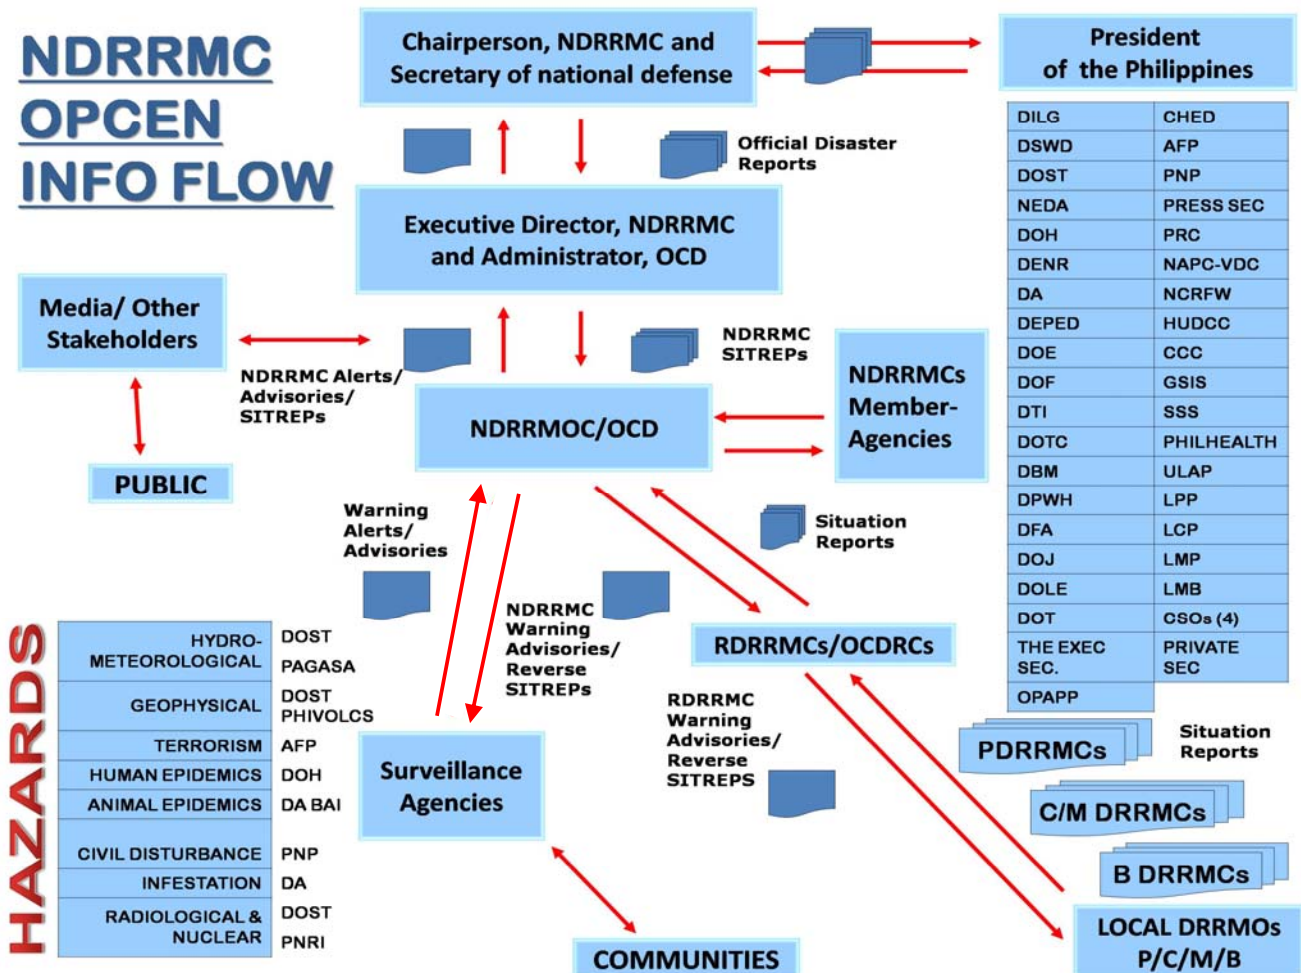 NDRRMC
OPCEN
INFO FLOW
Chairperson, NDRRMC and
Secretary of national defense
President
of the Philippines
Official Disaster
Reports
Executive Director, NDRRMC
and Administrator, OCD
Media/ Other
Stakeholders
NDRRMC Alerts/
Advisories/
SITREPs
NDRRMC
SITREPs
NDRRMCs
Member-
Agencies
NDRRMOC/OCD
PUBLIC
Warning
Alerts/
Advisories
NDRRMC
Warning
Advisories/
Reverse
SITREPs
Situation
Reports
RDRRMCs/OCDRCs
RDRRMC
Warning
Advisories/
Reverse
SITREPS
Surveillance
Agencies
COMMUNITIES
DILG CHED
DSWD AFP
DOST PNP
NEDA PRESS SEC
DOH PRC
DENR NAPC-VDC
DA NCRFW
DEPED HUDCC
DOE CCC
DOF GSIS
DTI SSS
DOTC PHILHEALTH
DBM ULAP
DPWH LPP
DFA LCP
DOJ LMP
DOLE LMB
DOT CSOs (4)
THE EXEC PRIVATE
SEC. SEC
OPAPP
PDRRMCs
Situation
Reports
C/M DRRMCs
B DRRMCs
LOCAL DRRMOs
P/C/M/B
HAZARDS
HYDRO- DOST
METEOROLOGICAL PAGASA
GEOPHYSICAL DOST
PHIVOLCS
TERRORISM AFP
HUMAN EPIDEMICS DOH
ANIMAL EPIDEMICS DA BAI
CIVIL DISTURBANCE PNP
INFESTATION DA
RADIOLOGICAL & DOST
NUCLEAR PNRI